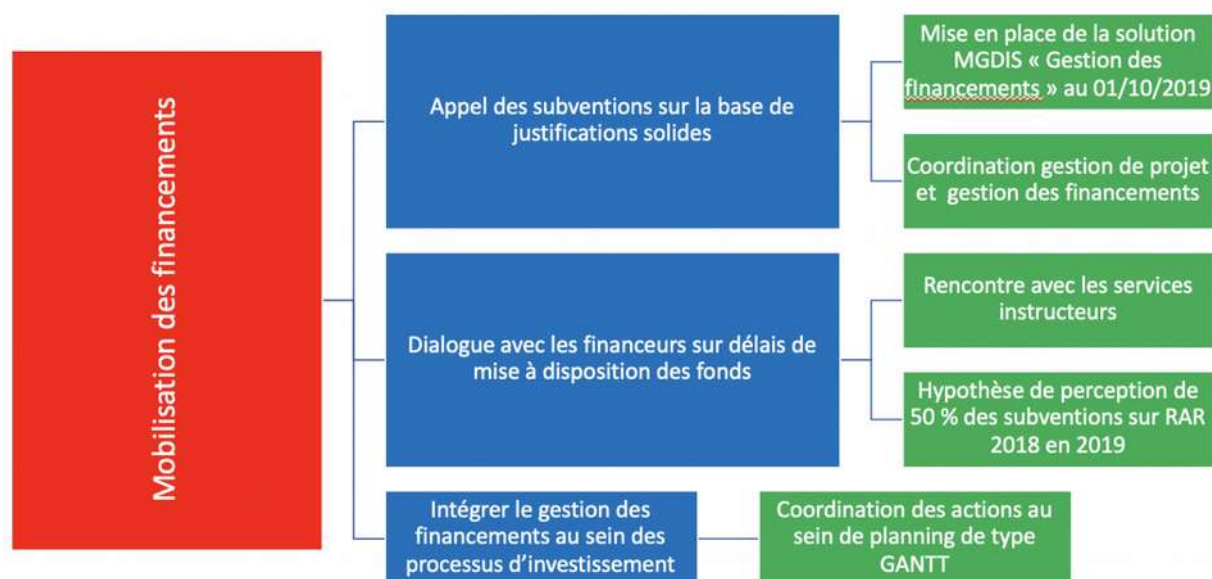 Mobilisation des financements
Appel des subventions sur la base de
justifications solides
Mise en place de la solution
MGDIS « Gestion des
financements » au 01/10/2019
Coordination gestion de projet
et gestion des financements
Dialogue avec les financeurs sur délais de
mise à disposition des fonds
Rencontre avec les services
instructeurs
Hypothèse de perception de
50 % des subventions sur RAR
2018 en 2019
Intégrer le gestion des
financements au sein des
processus d’investissement
Coordination des actions au
sein de planning de type
GANTT